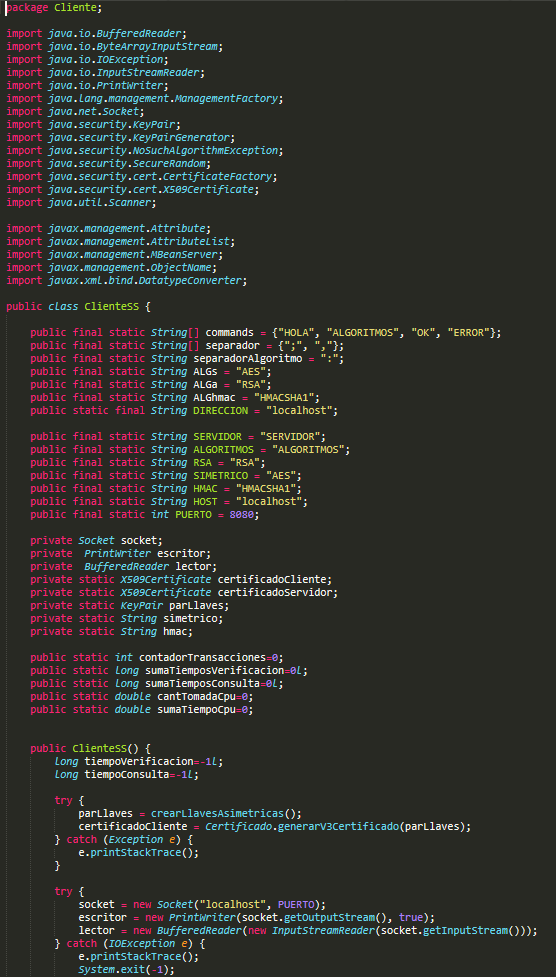 package Cliente;
import java.io.BufferedReader;
import java.io.ByteArrayInputStream;
import java.io.IOException;
import java.io.InputStreamReader;
import java.io.PrintWriter;
import java.lang.management.ManagementFactory;
import java.net.Socket;
import java.security.KeyPair;
import java.security.KeyPairGenerator;
import java.security.NoSuchAlgorithmException;
import java.security.SecureRandom;
import java.security.cert.CertificateFactory;
import java.security.cert.X509Certificate;
import java.util.Scanner;
import javax.management.Attribute;
import javax.management.AttributeList;
import javax.management.MBeanServer;
import javax.management.ObjectName;
import javax.xml.bind.DatatypeConverter;
public class ClienteSS {
public final static String[] commands = {"HOLA", "ALGORITMOS", "OK", "ERROR"};
public final static String[] separador = {";", ","};
public final static String separadorAlgoritmo = ":";
public final static String ALGs = "AES";
public final static String ALGa = "RSA";
public final static String ALGhmac = "HMACSHA1";
public static final String DIRECCION = "localhost";
public final static String SERVIDOR = "SERVIDOR";
public final static String ALGORITMOS = "ALGORITMOS";
public final static String RSA = "RSA";
public final static String SIMETRICO = "AES";
public final static String HMAC = "HMACSHA1";
public final static String HOST = "localhost";
public final static int PUERTO = 8080;
private Socket socket;
private  PrintWriter escritor;
private  BufferedReader lector;
private static X509Certificate certificadoCliente;
private static X509Certificate certificadoServidor;
private static KeyPair parLlaves;
private static String simetrico;
private static String hmac;
public static int contadorTransacciones=0;
public static long sumaTiemposVerificacion=0l;
public static long sumaTiemposConsulta=0l;
public static double cantTomadaCpu=0;
public static double sumaTiempoCpu=0;
public ClienteSS() {
long tiempoVerificacion=-1l;
long tiempoConsulta=-1l;
try {
parLlaves = crearLlavesAsimetricas();
certificadoCliente = Certificado.generarV3Certificado(parLlaves);
} catch (Exception e) {
e.printStackTrace();
}
try {
socket = new Socket("localhost", PUERTO);
escritor = new PrintWriter(socket.getOutputStream(), true);
lector = new BufferedReader(new InputStreamReader(socket.getInputStream()));
} catch (IOException e) {
e.printStackTrace();
System.exit(-1);